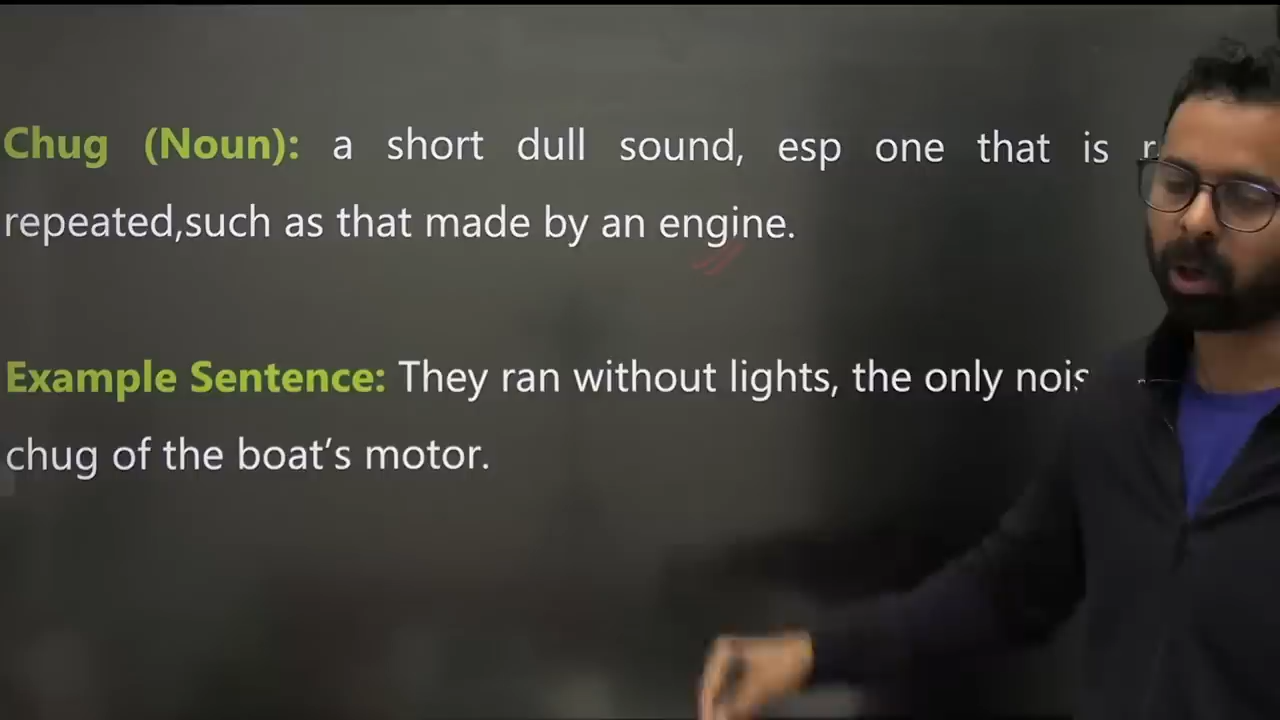 Chug (Noun): a short dull sound, esp one that is
repeated,such as that made by an engine.
Example Sentence: They ran without lights, the only
chug of the boat's motor.